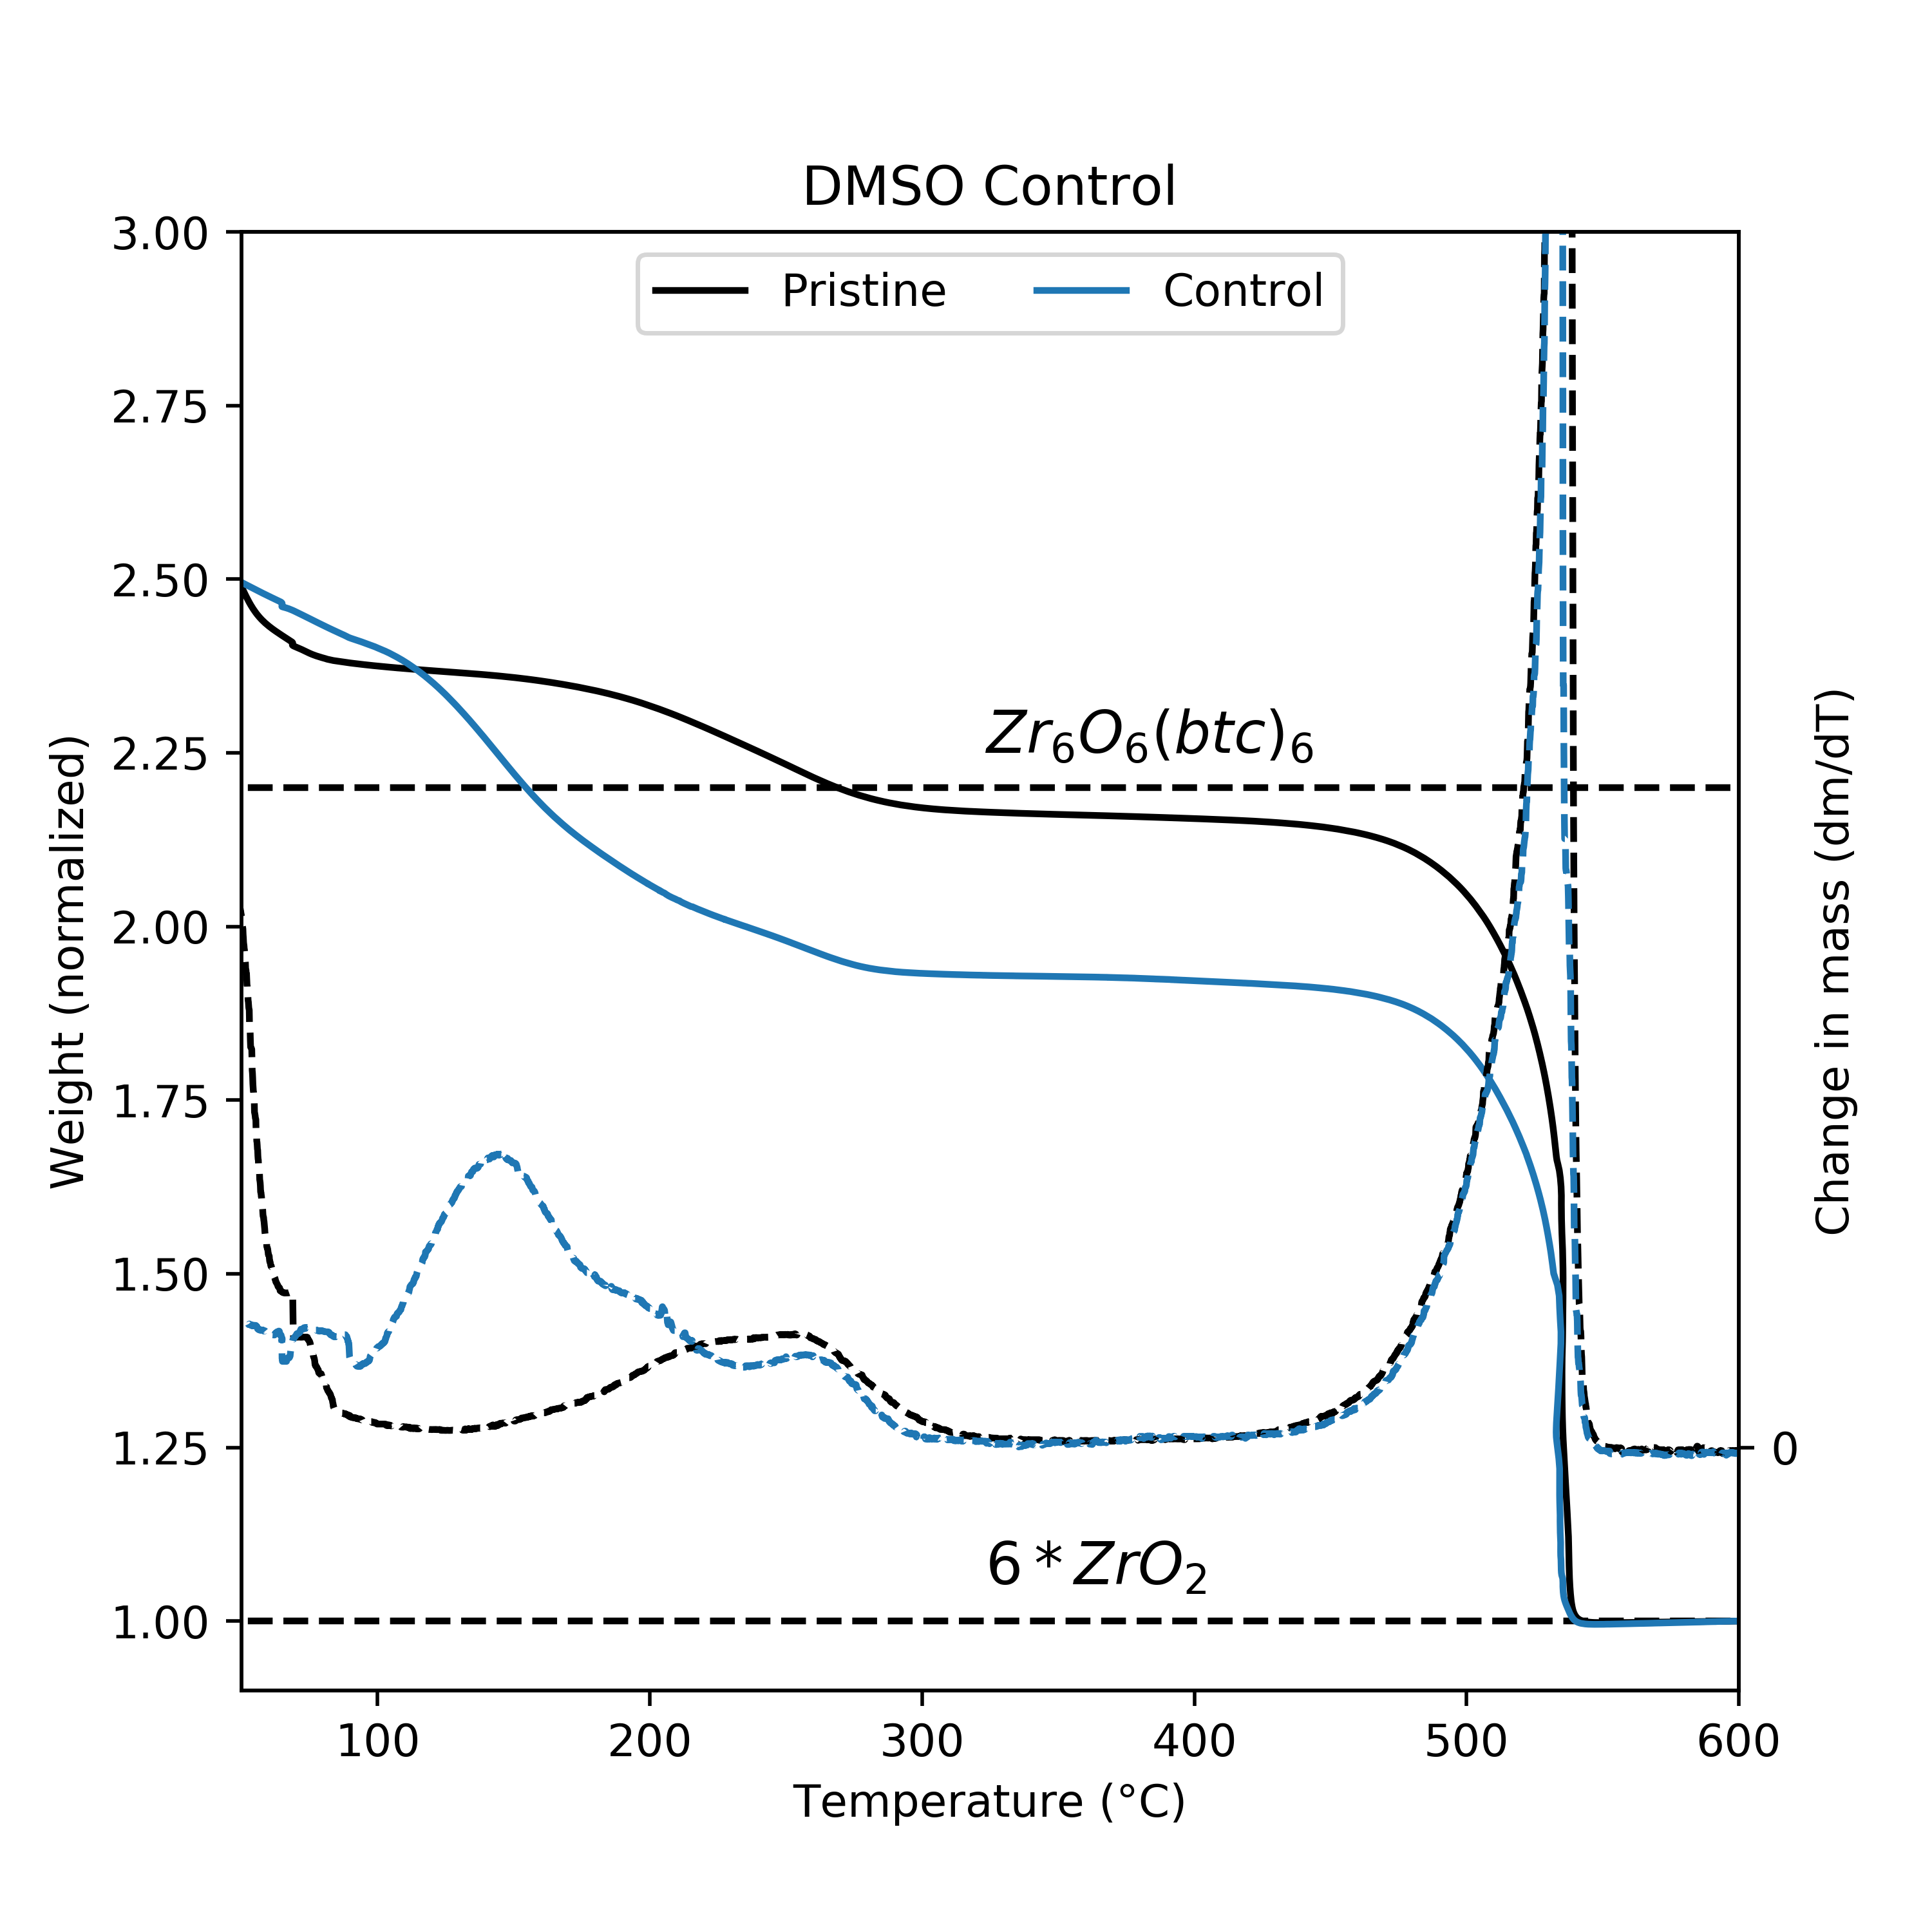 DMSO Control
Pristine
Control
3.00
2.75
2.50
2.25
2.00
1.75
1.50
1.25
1.00
Weight (normalized)
Zr₆O₆(btc)₆
6 * ZrO₂
0
Change in mass (dm/dT)
100 200 300 400 500 600
Temperature (°C)